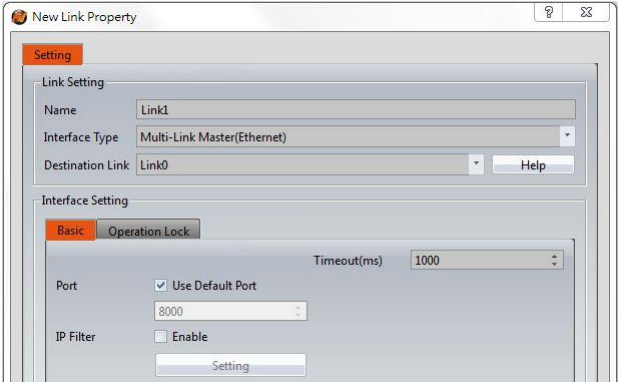 New Link Property
Setting
Link Setting
Name Link1
Interface Type Multi-Link Master(Ethernet)
Destination Link Link0 Help
Interface Setting
Basic Operation Lock
Timeout(ms) 1000
Port Use Default Port
8000
IP Filter Enable
Setting